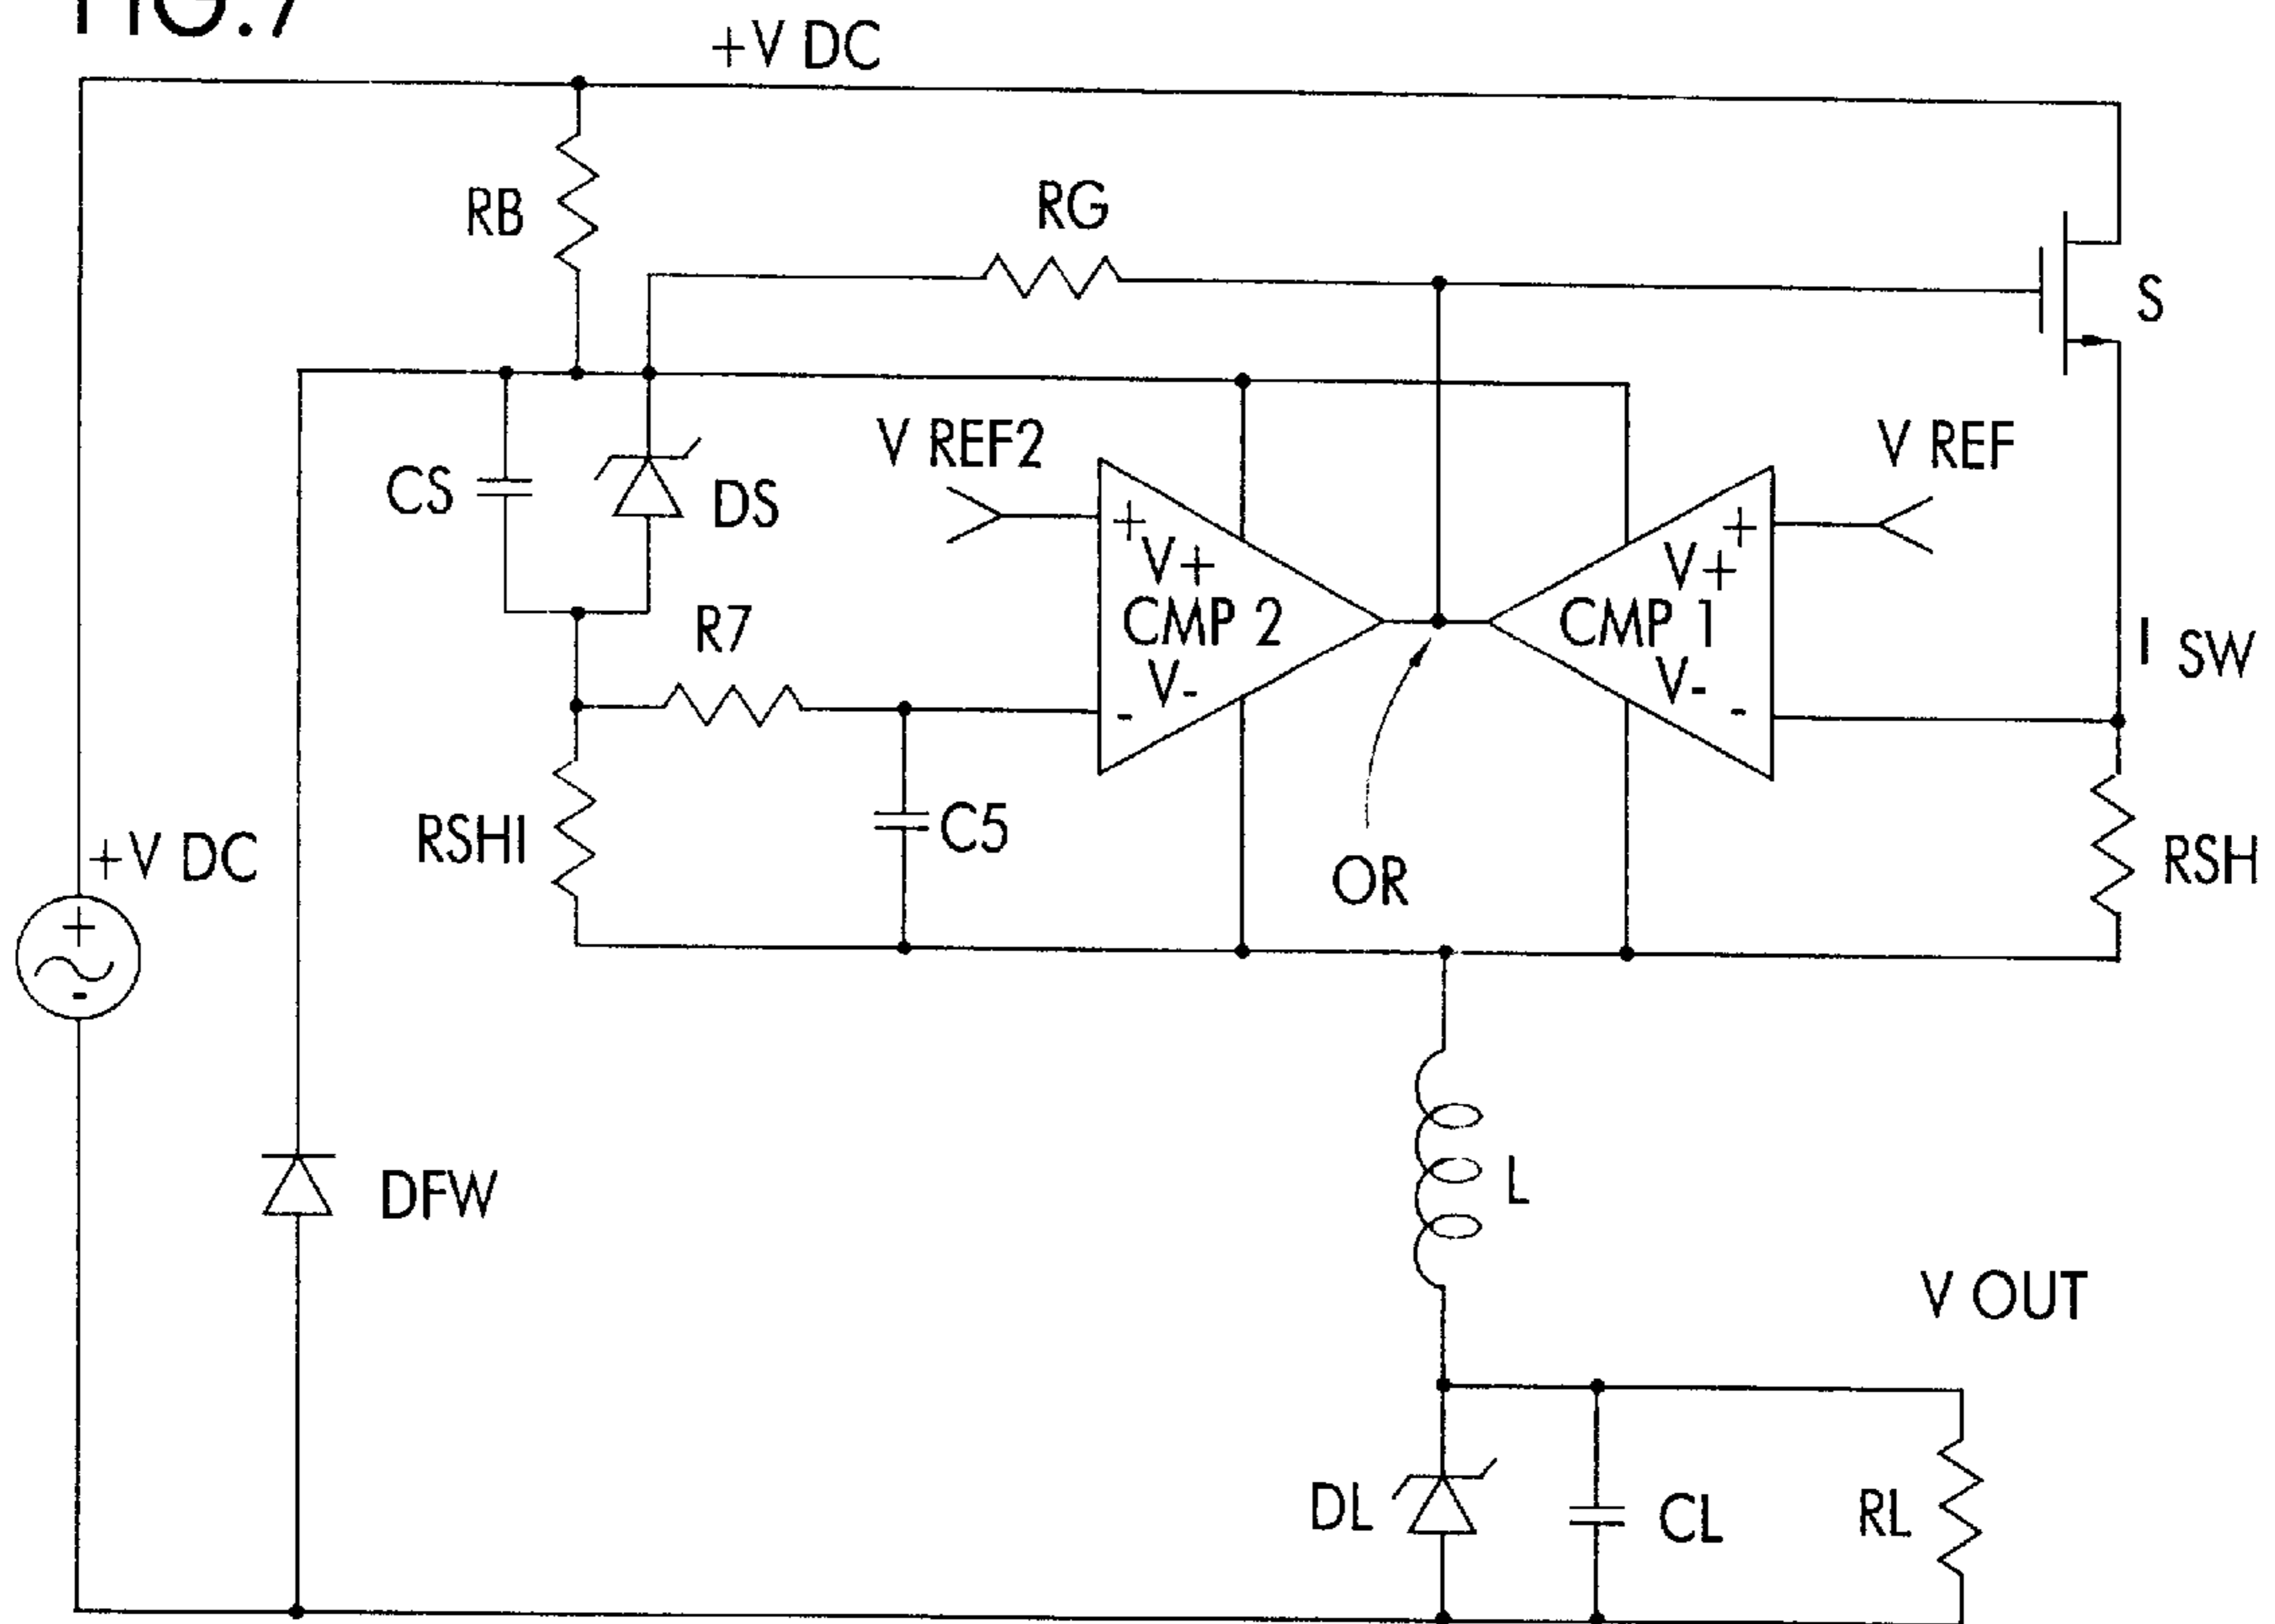 FIG.7
+V DC
RB
RG
S
V REF2
V REF
CS
DS
+
V+
CMP 2
V-
-
+
V+
CMP 1
V-
-
R7
I SW
RSHI
C5
OR
RSH
+V DC
+
-
DFW
L
V OUT
DL
CL
RL